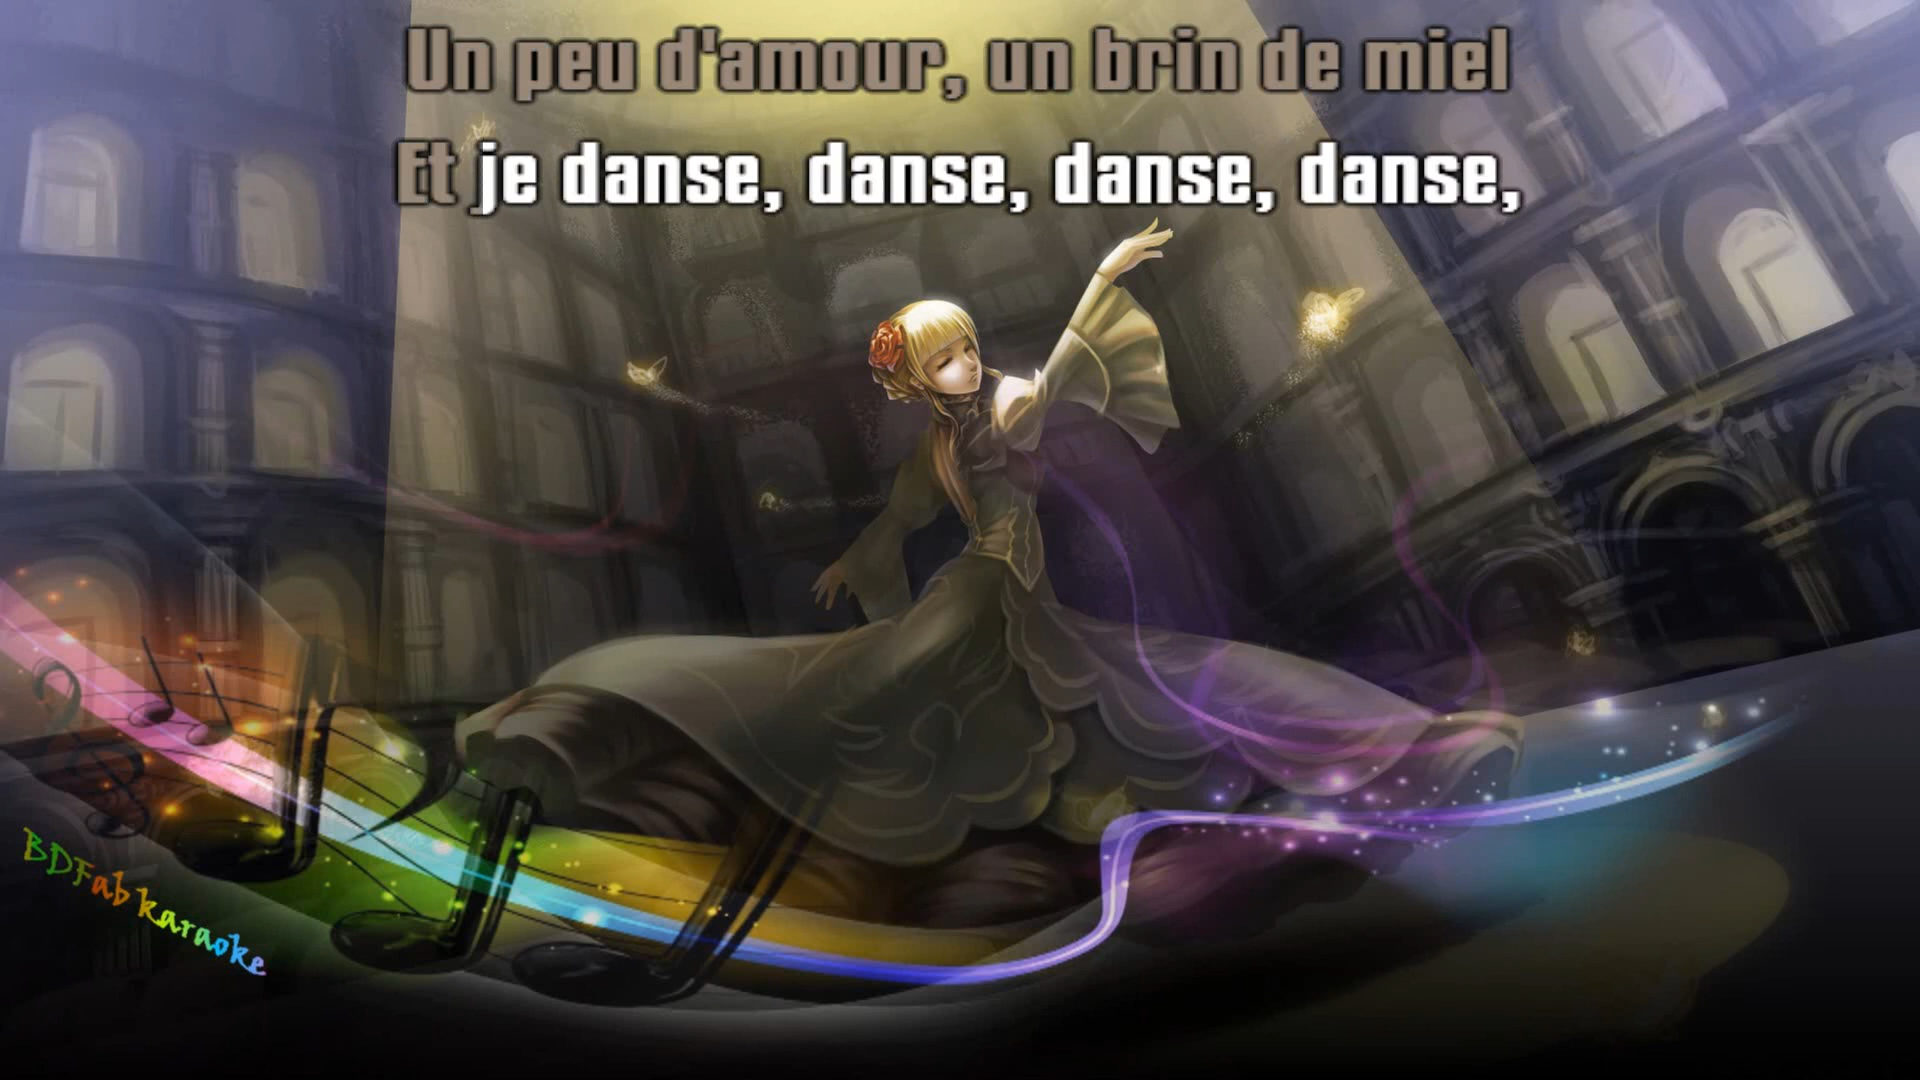 Un peu d'amour, un brin de miel
Et je danse, danse, danse, danse,
BDFab karaoke